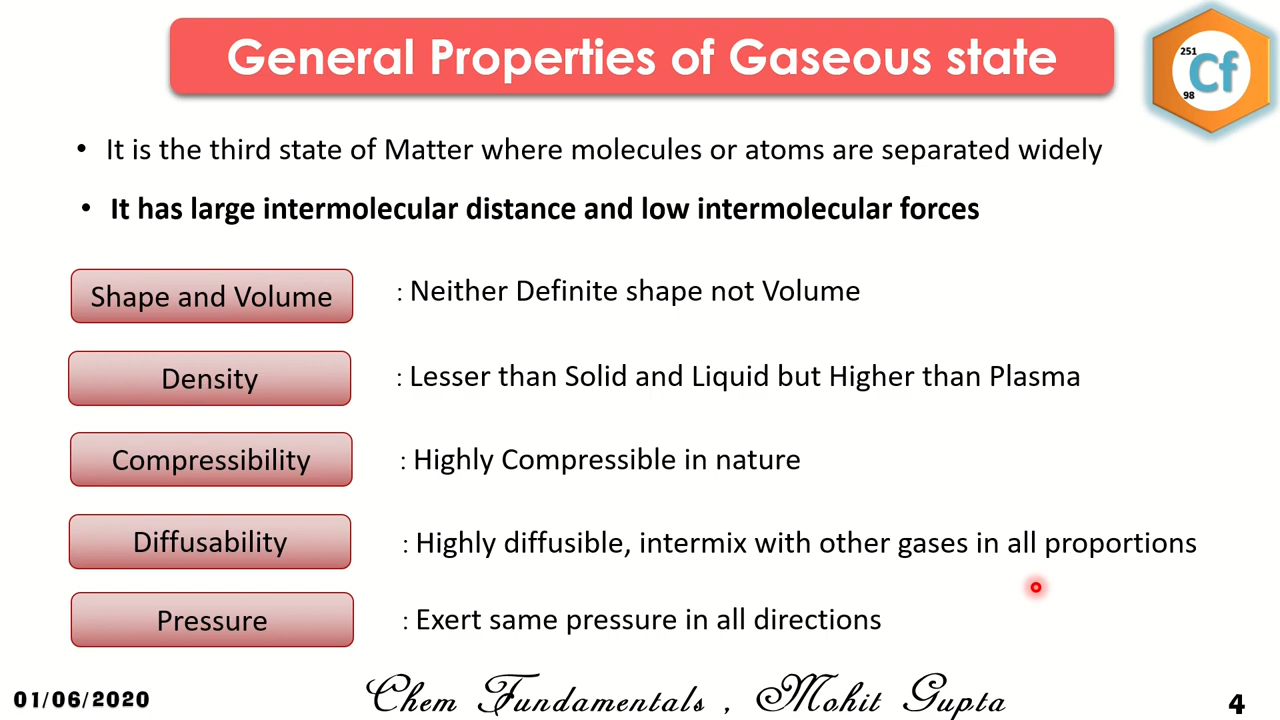 General Properties of Gaseous state
251
Cf
98
• It is the third state of Matter where molecules or atoms are separated widely
• It has large intermolecular distance and low intermolecular forces
Shape and Volume : Neither Definite shape not Volume
Density : Lesser than Solid and Liquid but Higher than Plasma
Compressibility : Highly Compressible in nature
Diffusability : Highly diffusible, intermix with other gases in all proportions
Pressure : Exert same pressure in all directions
01/06/2020 Chem Fundamentals , Mohit Gupta 4